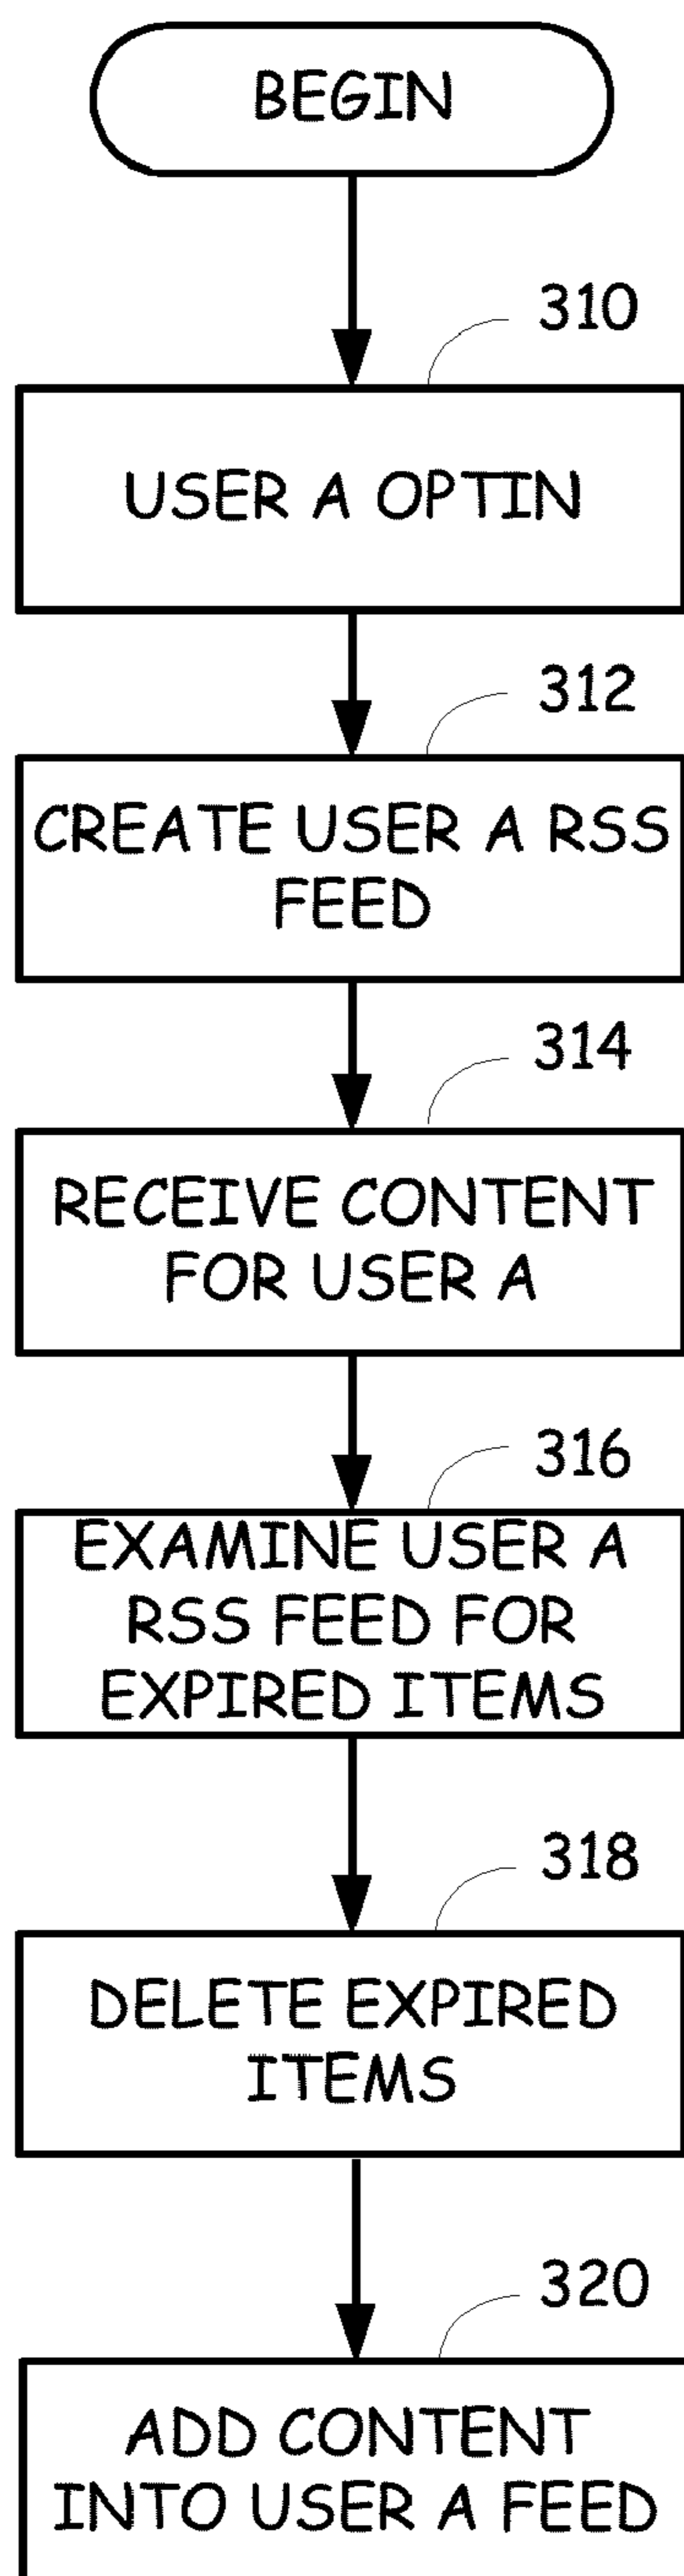 BEGIN
310
USER A OPTIN
312
CREATE USER A RSS
FEED
314
RECEIVE CONTENT
FOR USER A
316
EXAMINE USER A
RSS FEED FOR
EXPIRED ITEMS
318
DELETE EXPIRED
ITEMS
320
ADD CONTENT
INTO USER A FEED